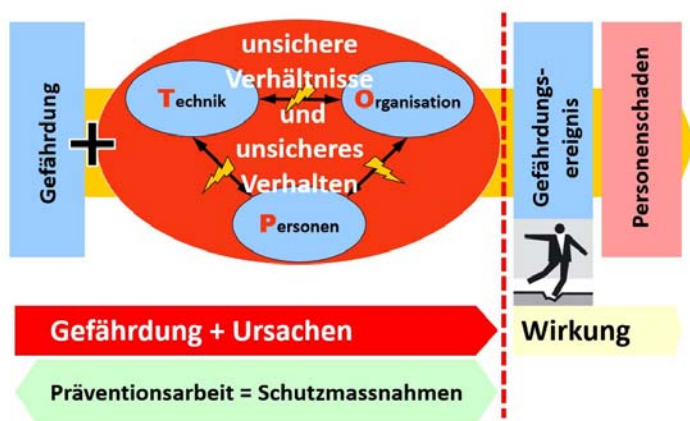 Gefährdung
+
unsichere
Verhältnisse
Technik
Organisation
und
unsicheres
Verhalten
Personen
Gefährdungs-
ereignis
Personenschaden
Gefährdung + Ursachen
Wirkung
Präventionsarbeit = Schutzmassnahmen